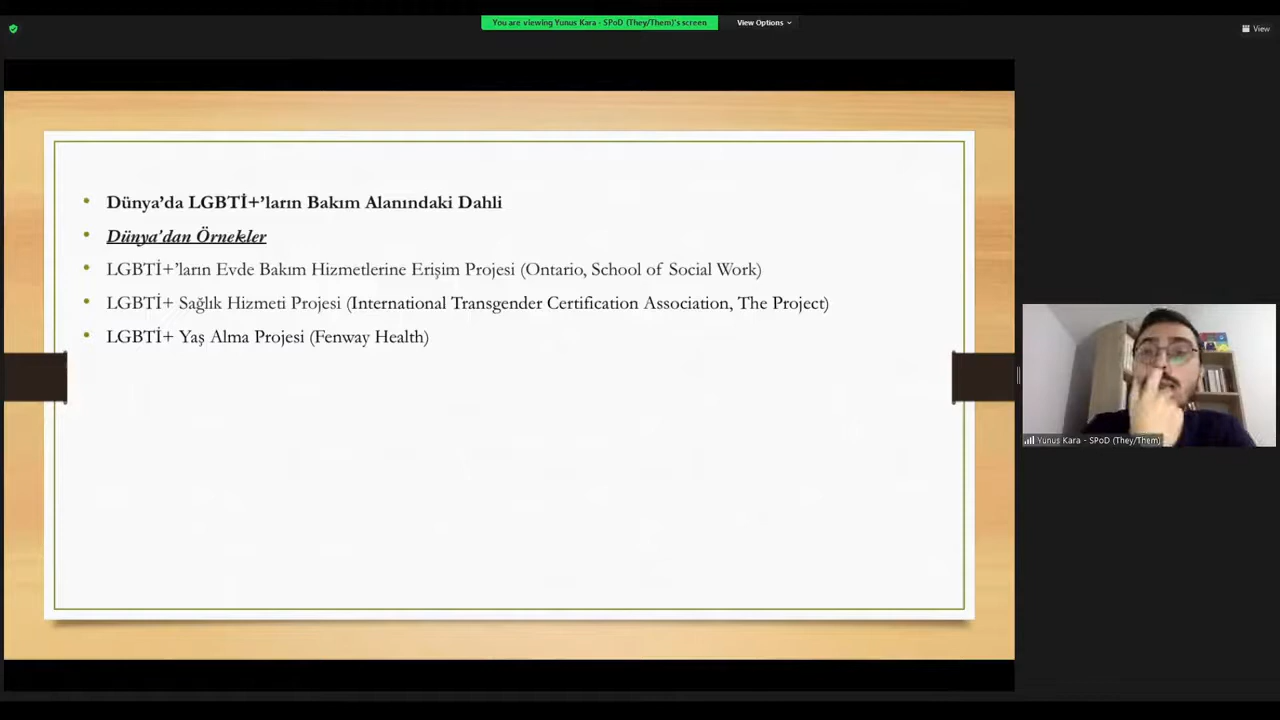 You are viewing Yunus Kara - SPoD (They/Them)'s screen
View Options
View
Dünya'da LGBTİ+'ların Bakım Alanındaki Dahli
Dünya'dan Örnekler
LGBTİ+'ların Evde Bakım Hizmetlerine Erişim Projesi (Ontario, School of Social Work)
LGBTİ+ Sağlık Hizmeti Projesi (International Transgender Certification Association, The Project)
LGBTİ+ Yaş Alma Projesi (Fenway Health)
Yunus Kara - SPoD (They/Them)